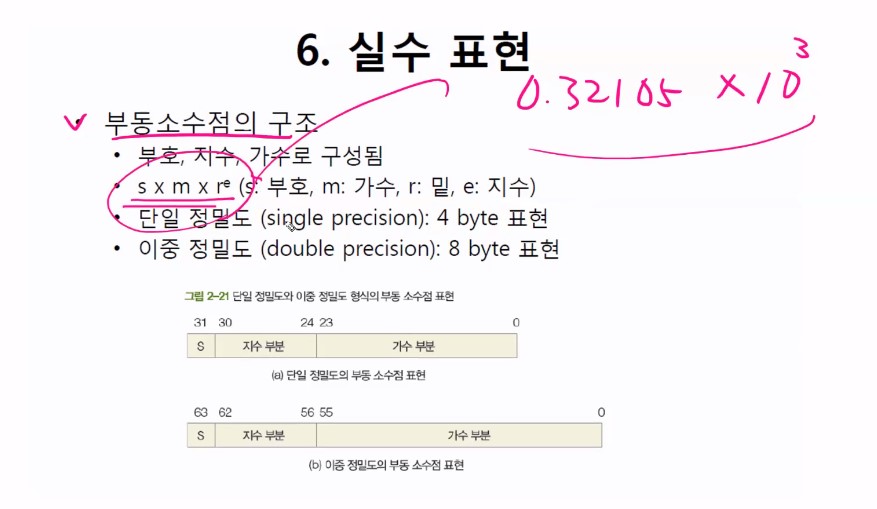 6. 실수 표현
0.32105 × 10³
• 부동소수점의 구조
• 부호, 지수, 가수로 구성됨
• s x m x rᵉ (s: 부호, m: 가수, r: 밑, e: 지수)
• 단일 정밀도 (single precision): 4 byte 표현
• 이중 정밀도 (double precision): 8 byte 표현
그림 2-21 단일 정밀도와 이중 정밀도 형식의 부동 소수점 표현
31 30 24 23 0
S 지수 부분 가수 부분
(a) 단일 정밀도의 부동 소수점 표현
63 62 56 55 0
S 지수 부분 가수 부분
(b) 이중 정밀도의 부동 소수점 표현